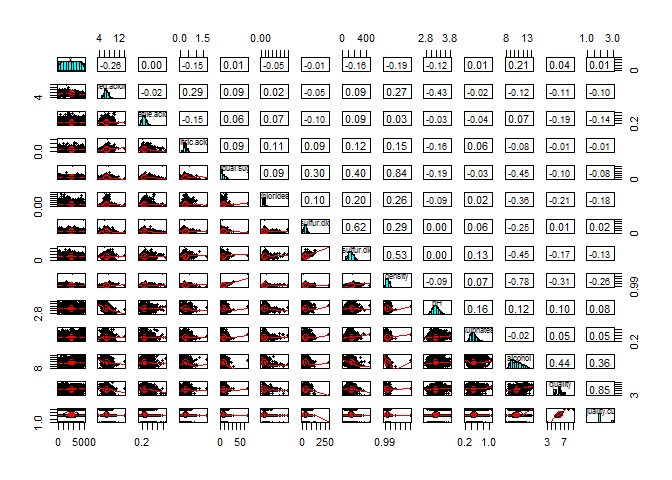 4 12 0.0 1.5 0.00 0 400 2.8 3.8 8 13 1.0 3.0
-0.26 0.00 -0.15 0.01 -0.05 -0.01 -0.16 -0.19 -0.12 0.01 0.21 0.04 0.01 0
4 -0.02 0.29 0.09 0.02 -0.05 0.09 0.27 -0.43 -0.02 -0.12 -0.11 -0.10
-0.15 0.06 0.07 -0.10 0.09 0.03 -0.03 -0.04 0.07 -0.19 -0.14 0.2
0.0 0.09 0.11 0.09 0.12 0.15 -0.16 0.06 -0.08 -0.01 -0.01
0.09 0.30 0.40 0.84 -0.19 -0.03 -0.45 -0.10 -0.08 0
0.00 hlorides 0.10 0.20 0.26 -0.09 0.02 -0.36 -0.21 -0.18
0.62 0.29 0.00 0.06 -0.25 0.01 0.02 0
0 0.53 0.00 0.13 -0.45 -0.17 -0.13
density -0.09 0.07 -0.78 -0.31 -0.26 0.99
2.8 pH 0.16 0.12 0.10 0.08
ulphates -0.02 0.05 0.05 0.2
8 alcohol 0.44 0.36
quality 0.85 3
1.0
0 5000 0.2 0 50 0 250 0.99 0.2 1.0 3 7